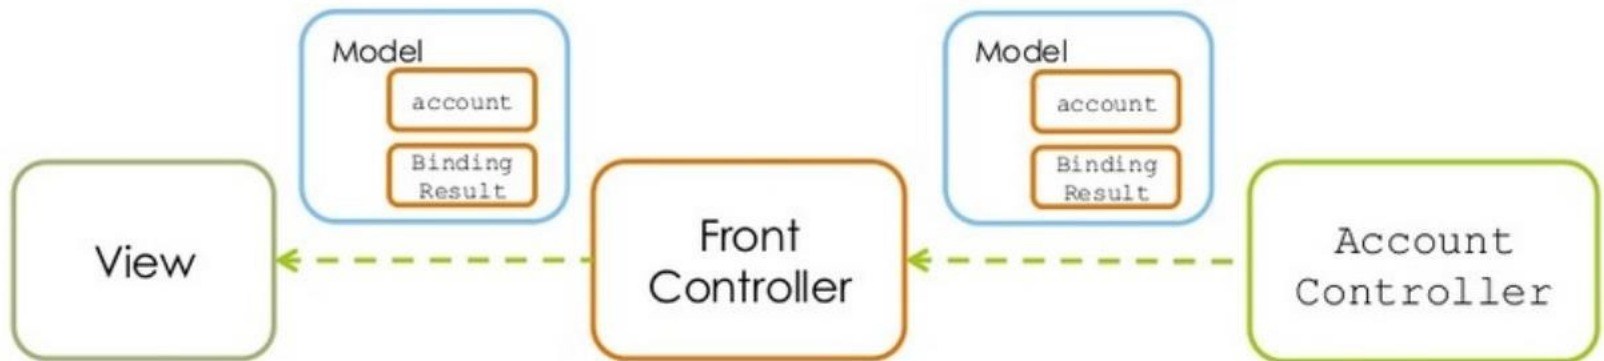 Model
account
Binding
Result
Model
account
Binding
Result
View
Front
Controller
Account
Controller